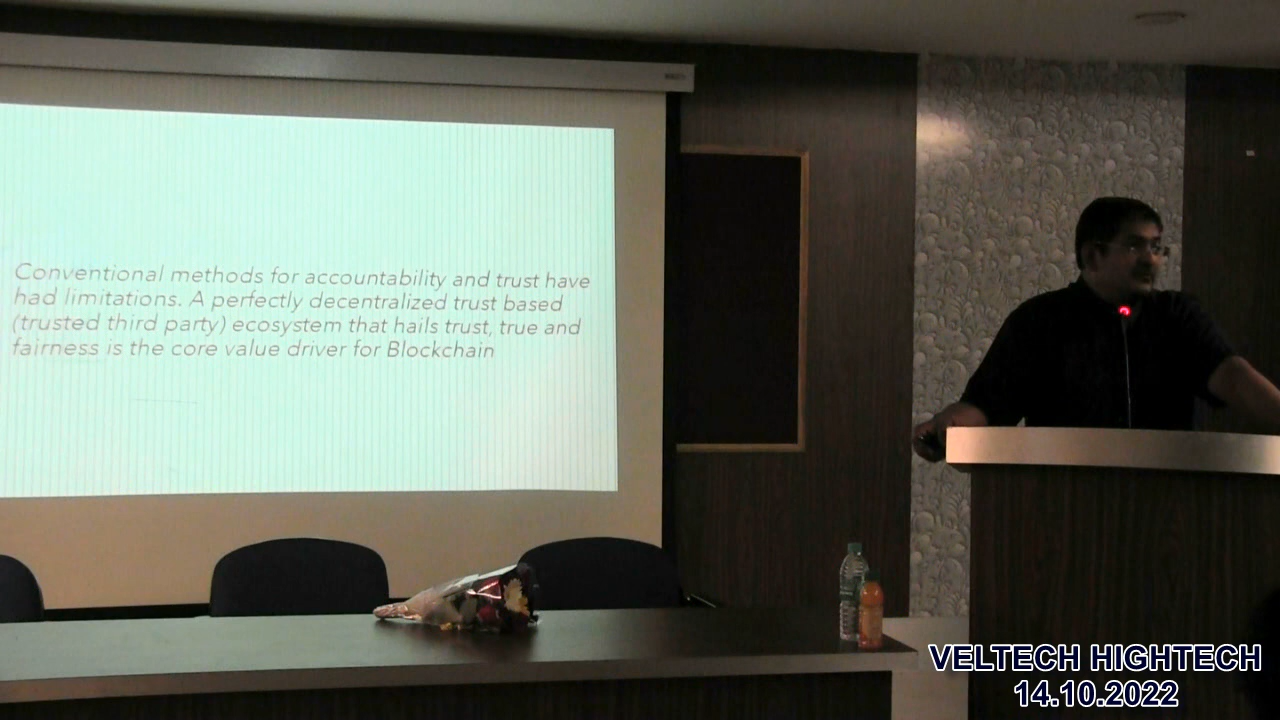 Conventional methods for accountability and trust have
had limitations. A perfectly decentralized trust based
(trusted third party) ecosystem that hails trust, true and
fairness is the core value driver for Blockchain
VELTECH HIGHTECH
14.10.2022